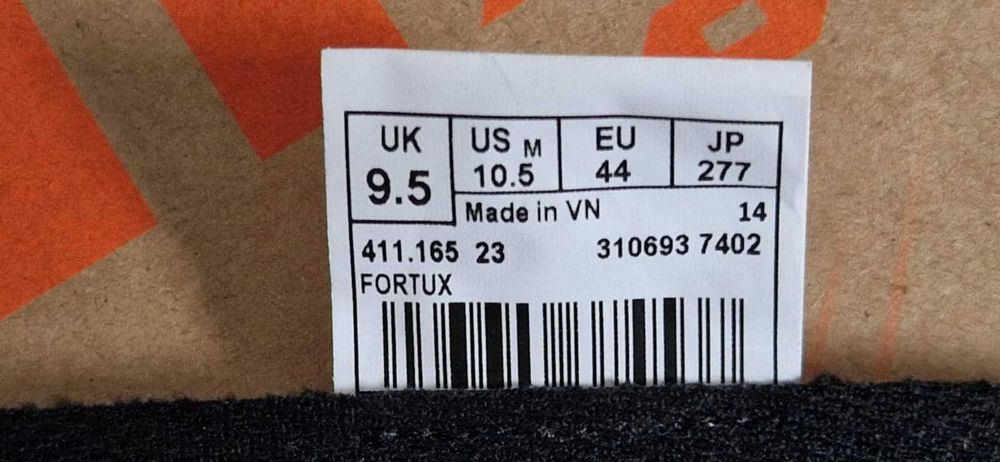 UK US M EU JP
9.5 10.5 44 277
Made in VN 14
411.165 23 310693 7402
FORTUX